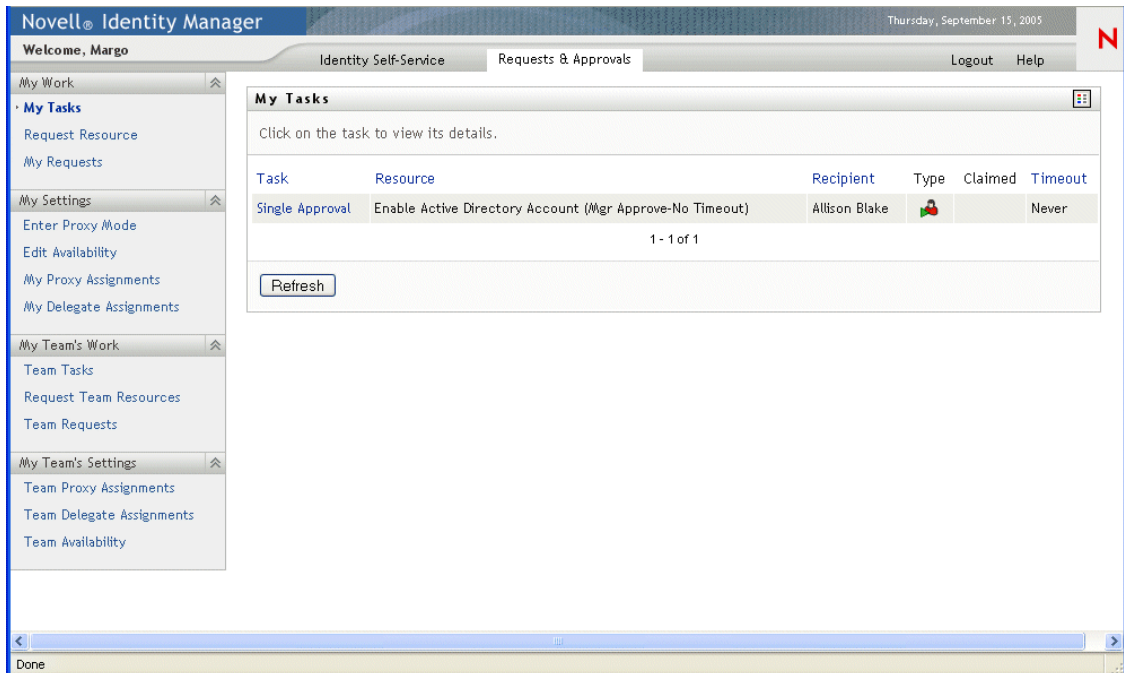 Novell® Identity Manager
Thursday, September 15, 2005
N
Welcome, Margo
Identity Self-Service
Requests & Approvals
Logout
Help
My Work
My Tasks
Request Resource
My Requests
My Settings
Enter Proxy Mode
Edit Availability
My Proxy Assignments
My Delegate Assignments
My Team's Work
Team Tasks
Request Team Resources
Team Requests
My Team's Settings
Team Proxy Assignments
Team Delegate Assignments
Team Availability
My Tasks
Click on the task to view its details.
Task Resource Recipient Type Claimed Timeout
Single Approval Enable Active Directory Account (Mgr Approve-No Timeout) Allison Blake Never
1 - 1 of 1
Refresh
Done